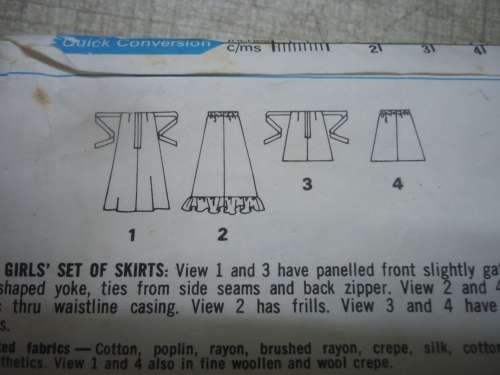 Quick Conversion
c/ms 2 3 4
1 2 3 4
GIRLS' SET OF SKIRTS: View 1 and 3 have panelled front slightly ga
shaped yoke, ties from side seams and back zipper. View 2 and 4
s thru waistline casing. View 2 has frills. View 3 and 4 have
s.
ted fabrics — Cotton, poplin, rayon, brushed rayon, crepe, silk, cotto
thetics. View 1 and 4 also in fine woollen and wool crepe.